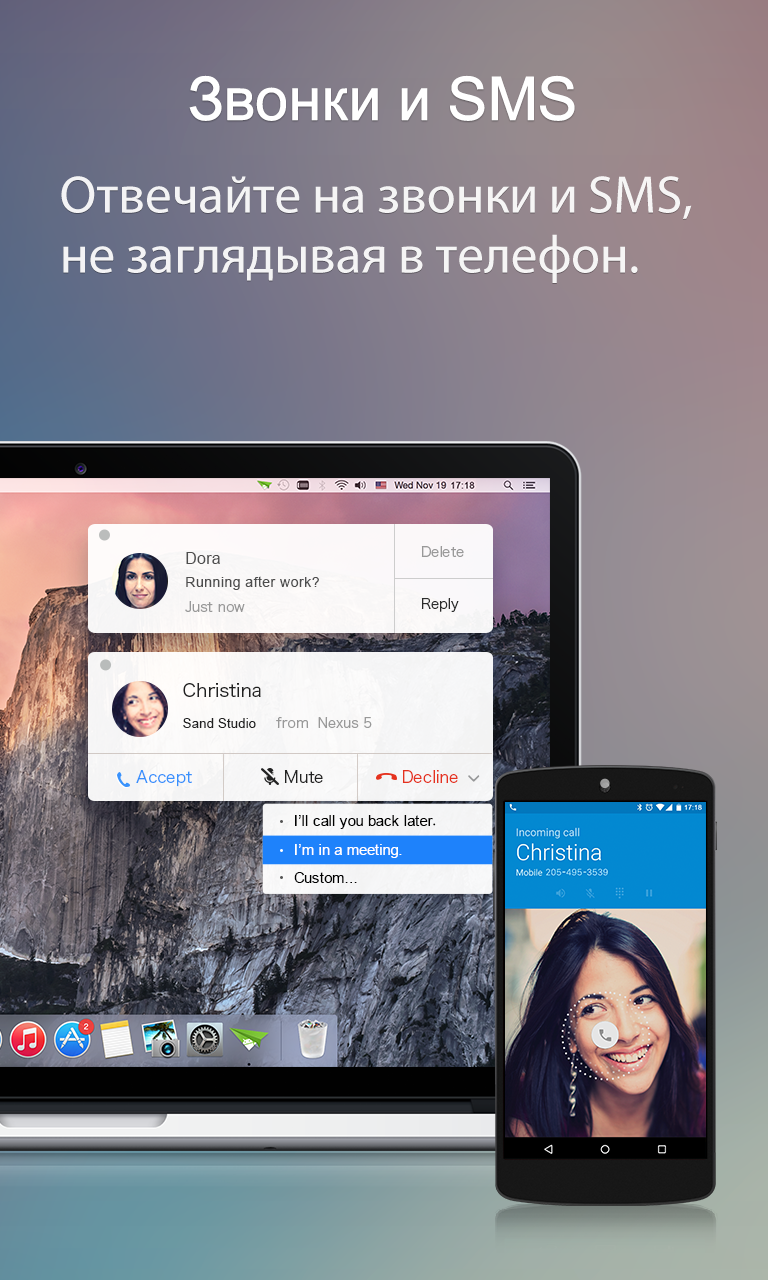 Звонки и SMS
Отвечайте на звонки и SMS,
не заглядывая в телефон.
Wed Nov 19 17:18
Dora
Running after work?
Just now
Delete
Reply
Christina
Sand Studio from Nexus 5
Accept Mute Decline
· I'll call you back later.
· I'm in a meeting.
· Custom...
2
17:18
Incoming call
Christina
Mobile 205-495-3539